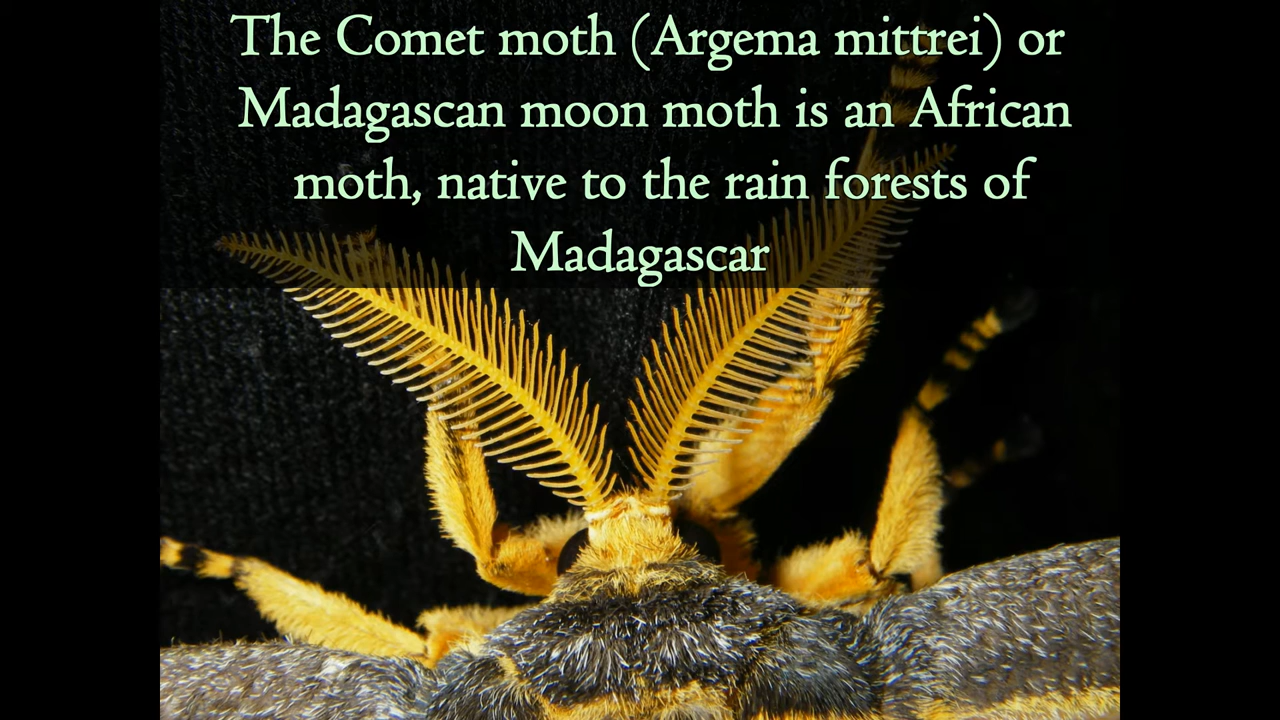 The Comet moth (Argema mittrei) or
Madagascan moon moth is an African
moth, native to the rain forests of
Madagascar